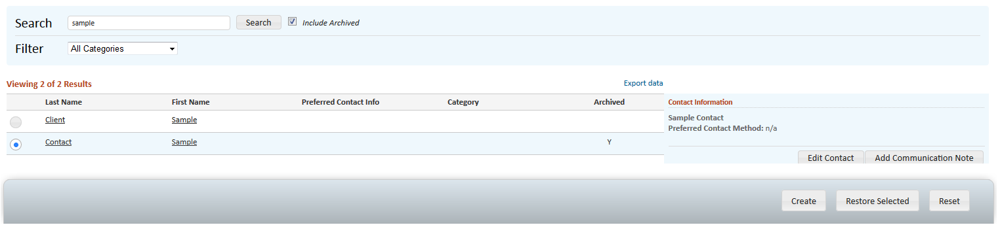 Search sample Search Include Archived
Filter All Categories
Viewing 2 of 2 Results Export data
Last Name First Name Preferred Contact Info Category Archived
Client Sample
Contact Sample Y
Contact Information
Sample Contact
Preferred Contact Method: n/a
Edit Contact Add Communication Note
Create Restore Selected Reset